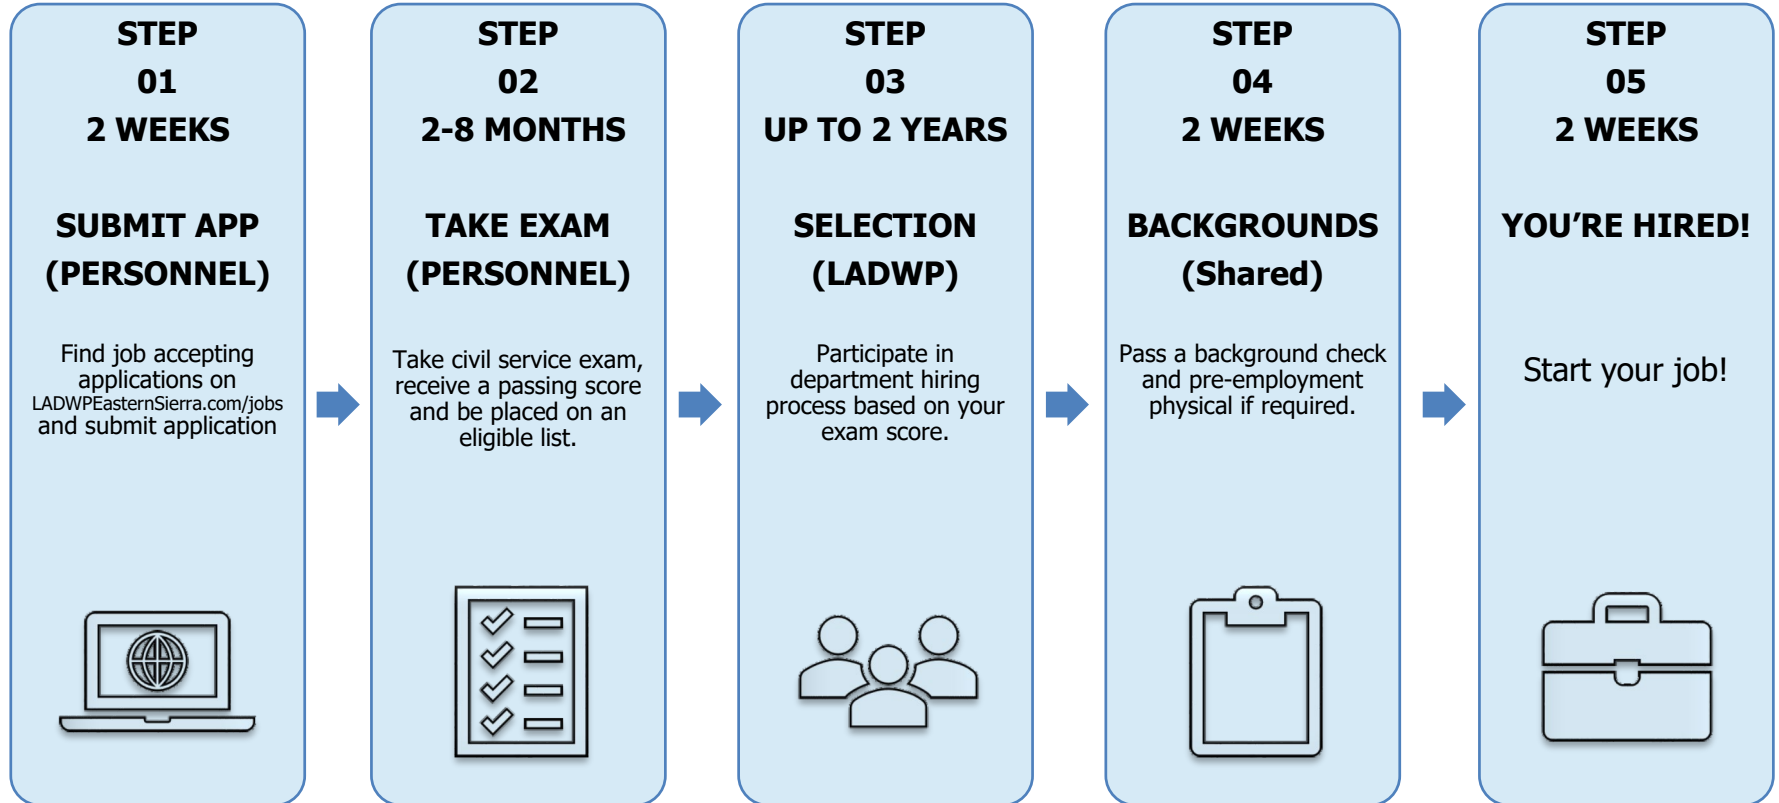 STEP
01
2 WEEKS
SUBMIT APP
(PERSONNEL)
Find job accepting
applications on
LADWPEasternSierra.com/jobs
and submit application
STEP
02
2-8 MONTHS
TAKE EXAM
(PERSONNEL)
Take civil service exam,
receive a passing score
and be placed on an
eligible list.
STEP
03
UP TO 2 YEARS
SELECTION
(LADWP)
Participate in
department hiring
process based on your
exam score.
STEP
04
2 WEEKS
BACKGROUNDS
(Shared)
Pass a background check
and pre-employment
physical if required.
STEP
05
2 WEEKS
YOU’RE HIRED!
Start your job!